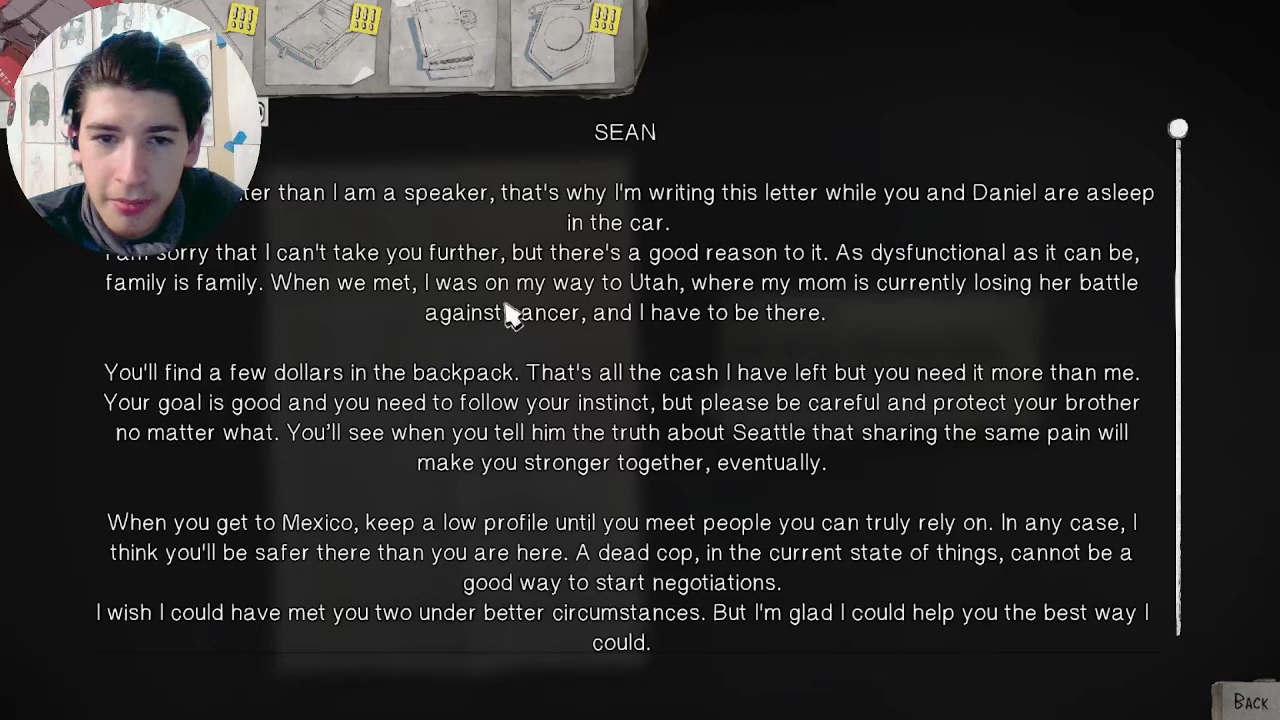 SEAN
than I am a speaker, that's why I'm writing this letter while you and Daniel are asleep
in the car.
I am sorry that I can't take you further, but there's a good reason to it. As dysfunctional as it can be,
family is family. When we met, I was on my way to Utah, where my mom is currently losing her battle
against cancer, and I have to be there.
You'll find a few dollars in the backpack. That's all the cash I have left but you need it more than me.
Your goal is good and you need to follow your instinct, but please be careful and protect your brother
no matter what. You'll see when you tell him the truth about Seattle that sharing the same pain will
make you stronger together, eventually.
When you get to Mexico, keep a low profile until you meet people you can truly rely on. In any case, I
think you'll be safer there than you are here. A dead cop, in the current state of things, cannot be a
good way to start negotiations.
I wish I could have met you two under better circumstances. But I'm glad I could help you the best way I
could.
BACK